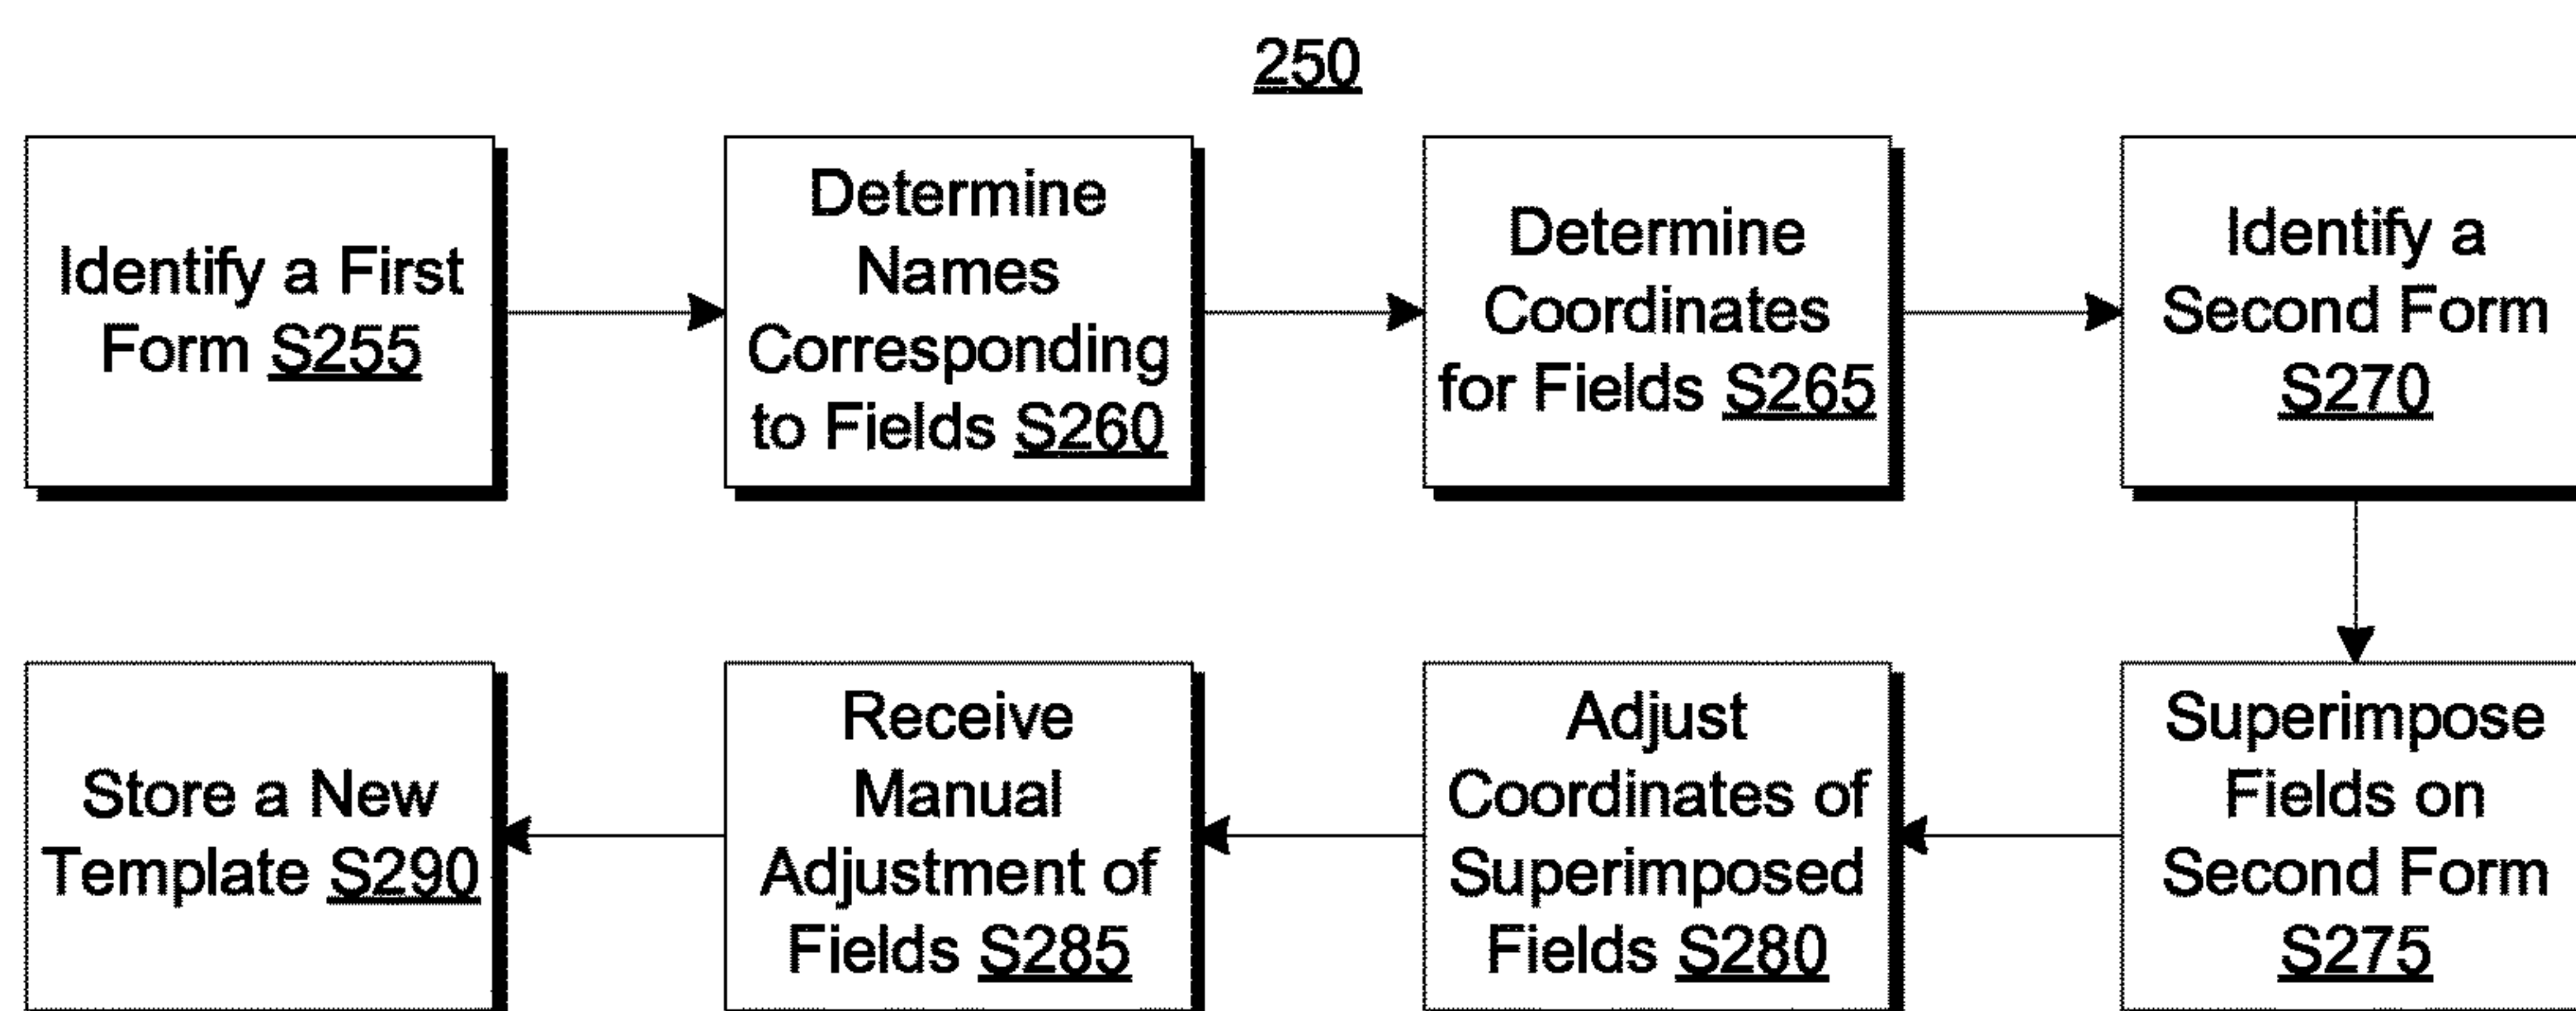 250
Identify a First
Form S255
Determine
Names
Corresponding
to Fields S260
Determine
Coordinates
for Fields S265
Identify a
Second Form
S270
Superimpose
Fields on
Second Form
S275
Adjust
Coordinates of
Superimposed
Fields S280
Receive
Manual
Adjustment of
Fields S285
Store a New
Template S290